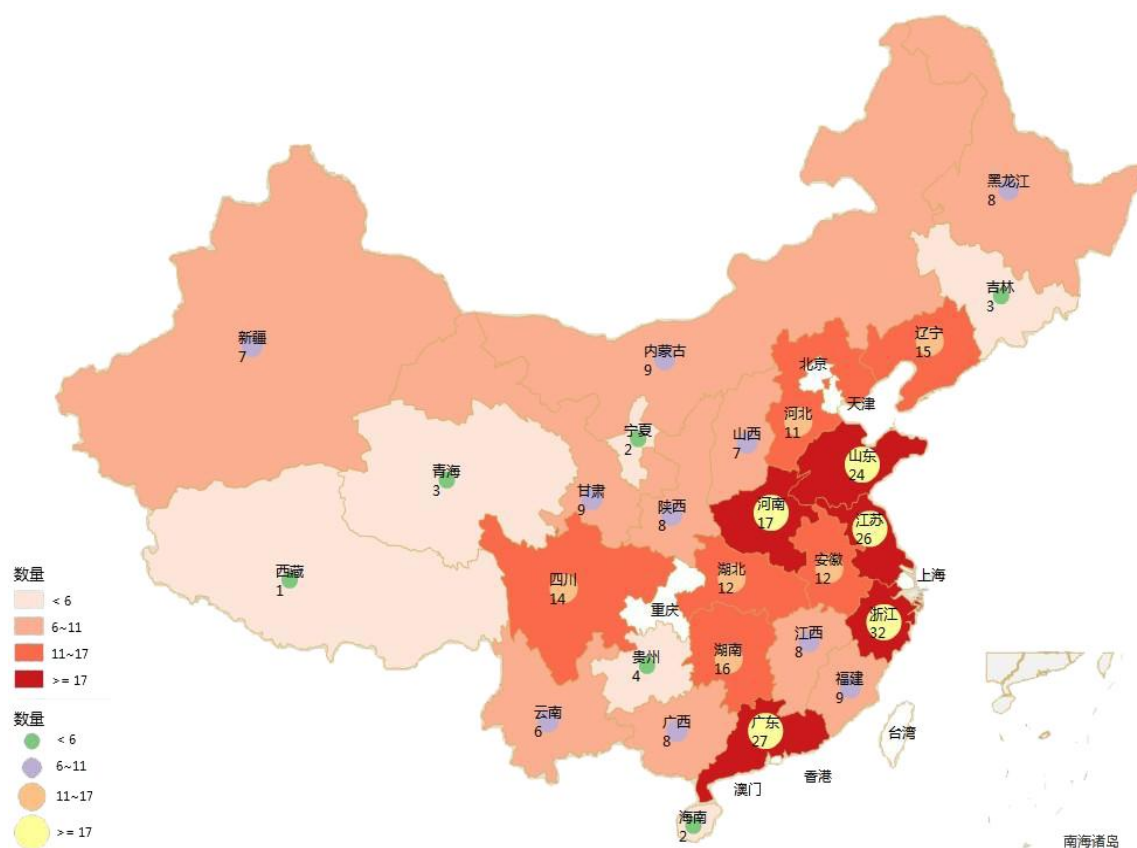 黑龙江
8
吉林
3
辽宁
15
新疆
7
内蒙古
9
北京
天津
河北
11
山西
7
宁夏
2
山东
24
青海
3
甘肃
9
陕西
8
河南
17
江苏
26
西藏
1
四川
14
湖北
12
安徽
12
上海
重庆
浙江
32
贵州
4
湖南
16
江西
8
福建
9
云南
6
广西
8
广东
27
台湾
香港
澳门
海南
2
南海诸岛
数量
< 6
6~11
11~17
>= 17
数量
< 6
6~11
11~17
>= 17